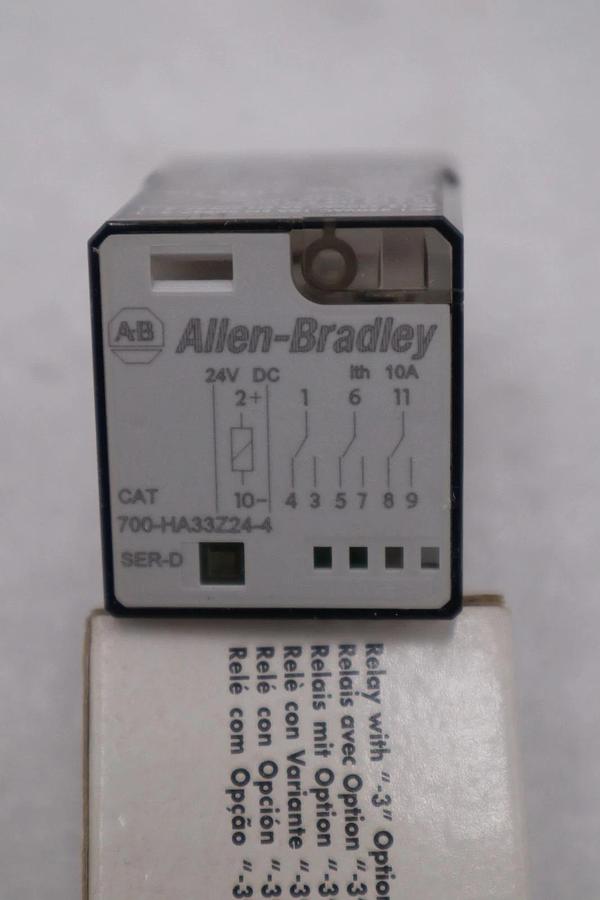 A-B Allen-Bradley
24V DC Ith 10A
2+ 1 6 11
10- 4 3 5 7 8 9
CAT
700-HA33Z24-4
SER-D
Relay with "-3" Option
Relais avec Option "-3
Relais mit Option "-3
Relè con Variante "-3
Relé con Opción "-3
Relé com Opção "-3